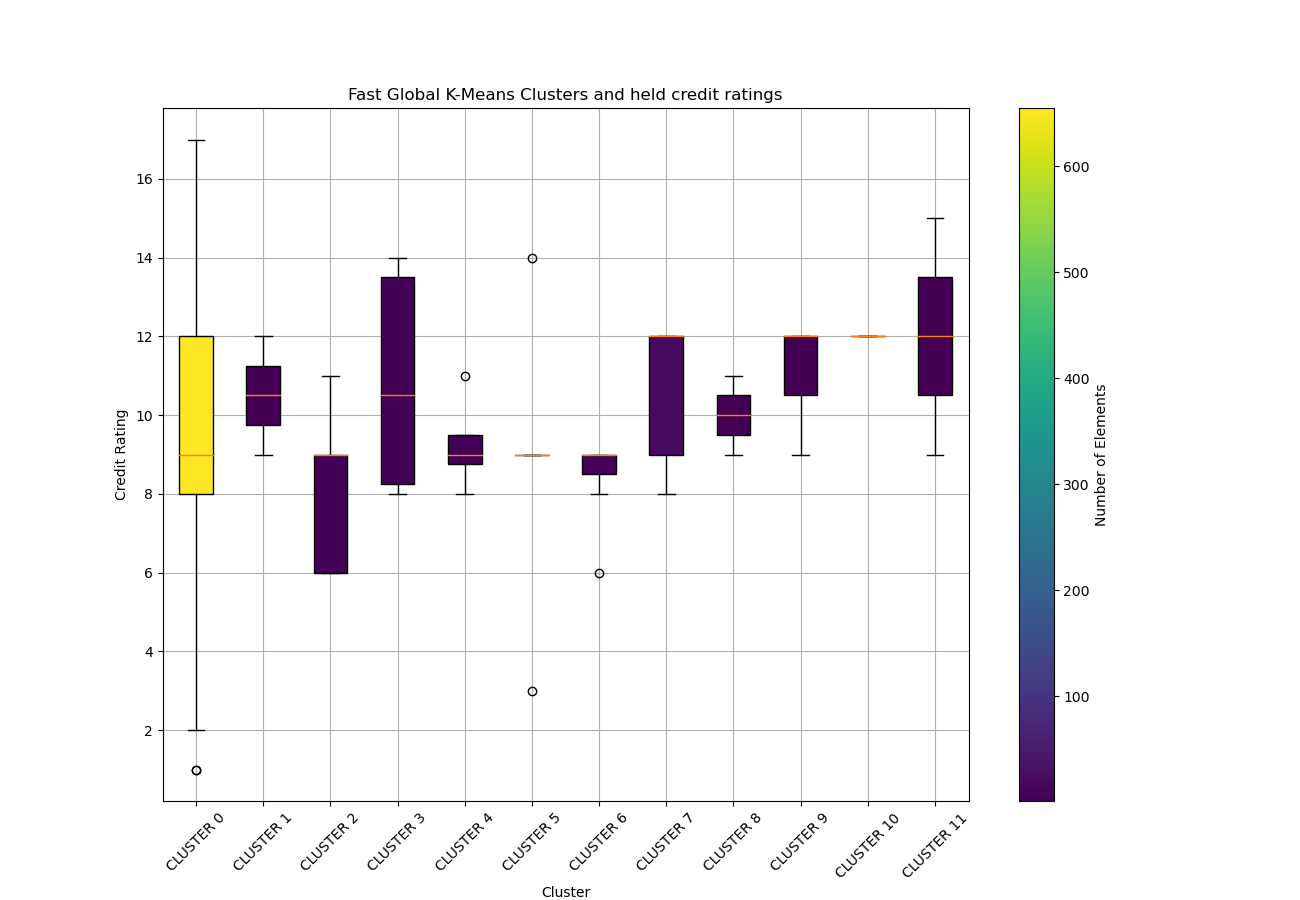 Fast Global K-Means Clusters and held credit ratings
Credit Rating
16
14
12
10
8
6
4
2
CLUSTER 0
CLUSTER 1
CLUSTER 2
CLUSTER 3
CLUSTER 4
CLUSTER 5
CLUSTER 6
CLUSTER 7
CLUSTER 8
CLUSTER 9
CLUSTER 10
CLUSTER 11
Cluster
600
500
400
300
200
100
Number of Elements